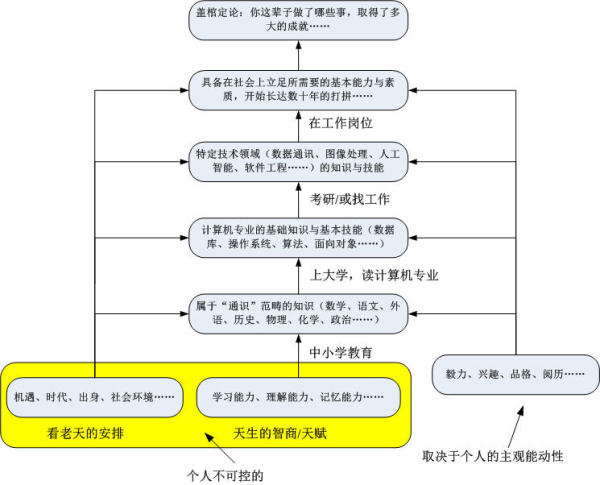 盖棺定论：你这辈子做了哪些事，取得了多
大的成就……
具备在社会上立足所需要的基本能力与素
质，开始长达数十年的打拼……
在工作岗位
特定技术领域（数据通讯、图像处理、人工
智能、软件工程……）的知识与技能
考研/或找工作
计算机专业的基础知识与基本技能（数据
库、操作系统、算法、面向对象……）
上大学，读计算机专业
属于“通识”范畴的知识（数学、语文、外
语、历史、物理、化学、政治……）
中小学教育
机遇、时代、出身、社会环境……
学习能力、理解能力、记忆能力……
毅力、兴趣、品格、阅历……
看老天的安排
天生的智商/天赋
个人不可控的
取决于个人的主观能动性